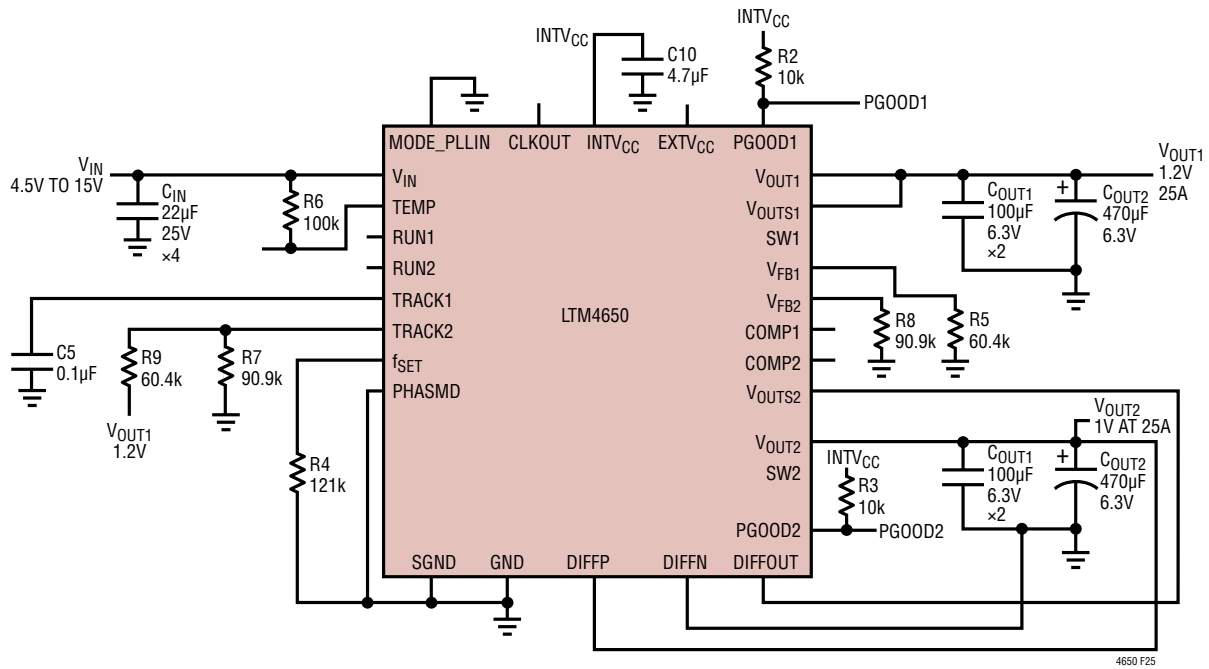 INTVCC
INTVCC
C10
4.7µF
R2
10k
PGOOD1
MODE_PLLIN CLKOUT INTVCC EXTVCC PGOOD1
VIN
4.5V TO 15V
CIN
22µF
25V
×4
R6
100k
VIN
TEMP
RUN1
RUN2
TRACK1
TRACK2
fSET
PHASMD
LTM4650
VOUT1
VOUTS1
SW1
VFB1
VFB2
COMP1
COMP2
VOUTS2
VOUT2
SW2
PGOOD2
VOUT1
1.2V
25A
COUT1
100µF
6.3V
×2
COUT2
470µF
6.3V
R8
90.9k
R5
60.4k
C5
0.1µF
R9
60.4k
R7
90.9k
VOUT1
1.2V
R4
121k
VOUT2
1V AT 25A
INTVCC
R3
10k
PGOOD2
COUT1
100µF
6.3V
×2
COUT2
470µF
6.3V
SGND GND DIFFP DIFFN DIFFOUT
4650 F25